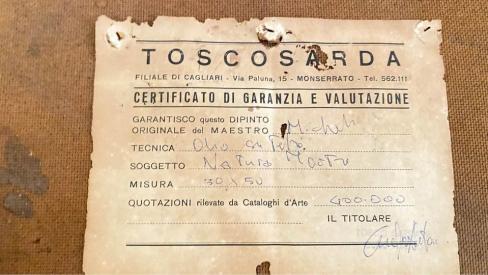 TOSCOSARDA
FILIALE DI CAGLIARI - Via Paluna, 15 - MONSERRATO - Tel. 562.111
CERTIFICATO DI GARANZIA E VALUTAZIONE
GARANTISCO questo DIPINTO
ORIGINALE del MAESTRO
TECNICA Olio su Tela
SOGGETTO Natura Morta
MISURA 30x50
QUOTAZIONI rilevate da Cataloghi d'Arte 400.000
IL TITOLARE